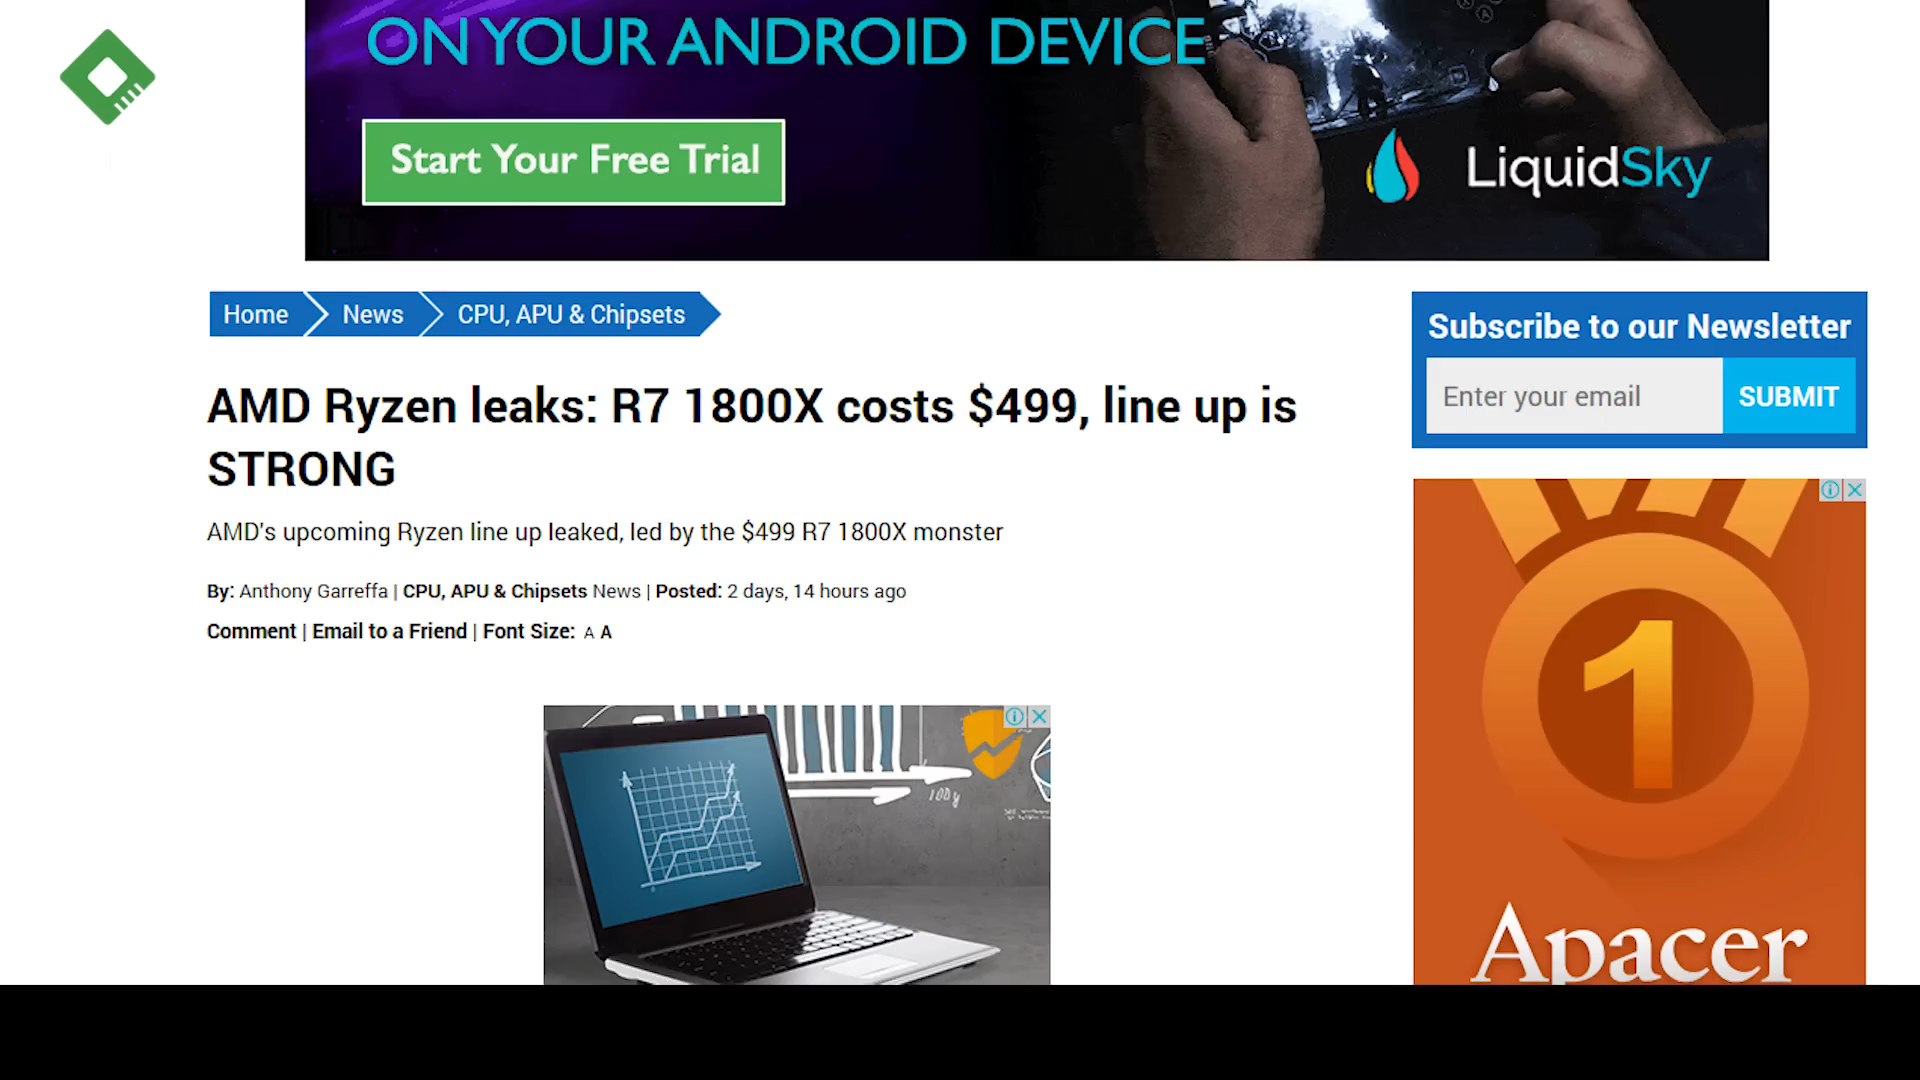 ON YOUR ANDROID DEVICE
Start Your Free Trial
LiquidSky
Home
News
CPU, APU & Chipsets
Subscribe to our Newsletter
Enter your email
SUBMIT
AMD Ryzen leaks: R7 1800X costs $499, line up is
STRONG
AMD's upcoming Ryzen line up leaked, led by the $499 R7 1800X monster
By: Anthony Garreffa | CPU, APU & Chipsets News | Posted: 2 days, 14 hours ago
Comment | Email to a Friend | Font Size: A A
100y
1
Apacer